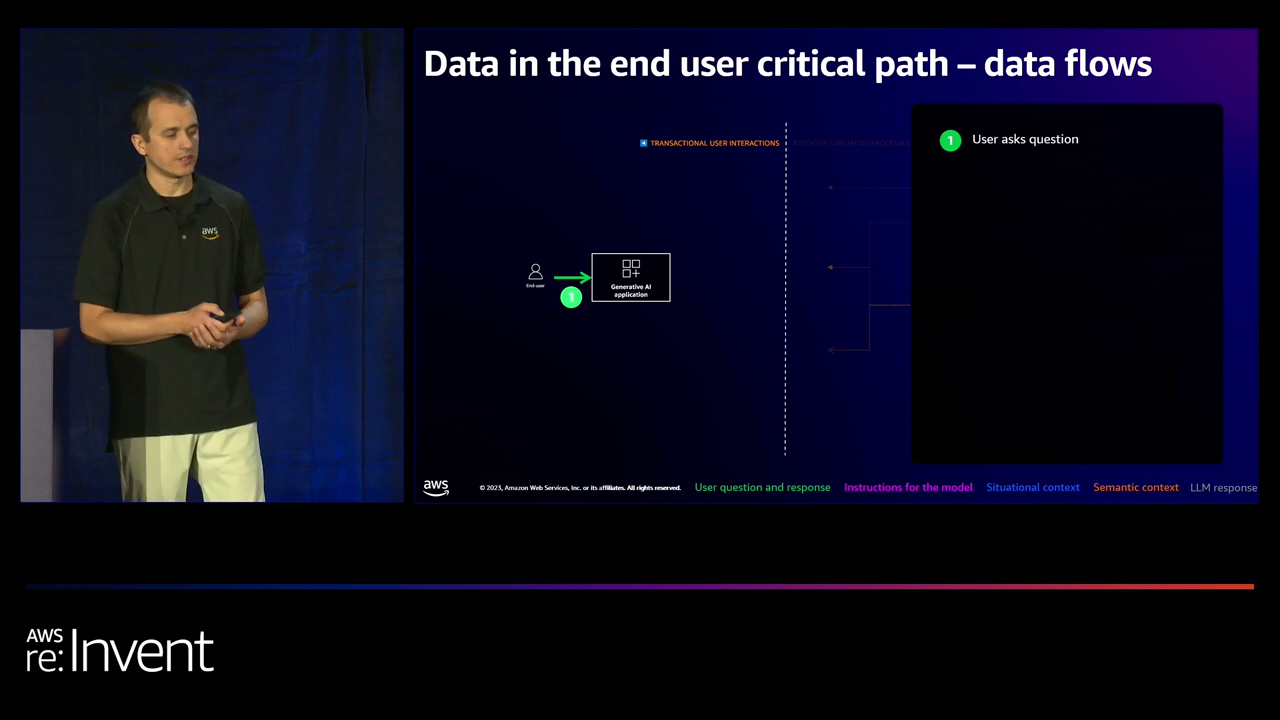 Data in the end user critical path – data flows
TRANSACTIONAL USER INTERACTIONS
BATCH OR STREAMING PROCESSES
1
User asks question
End-user
1
Generative AI
application
aws
aws
© 2023, Amazon Web Services, Inc. or its affiliates. All rights reserved.
User question and response
Instructions for the model
Situational context
Semantic context
LLM response
AWS
re:Invent